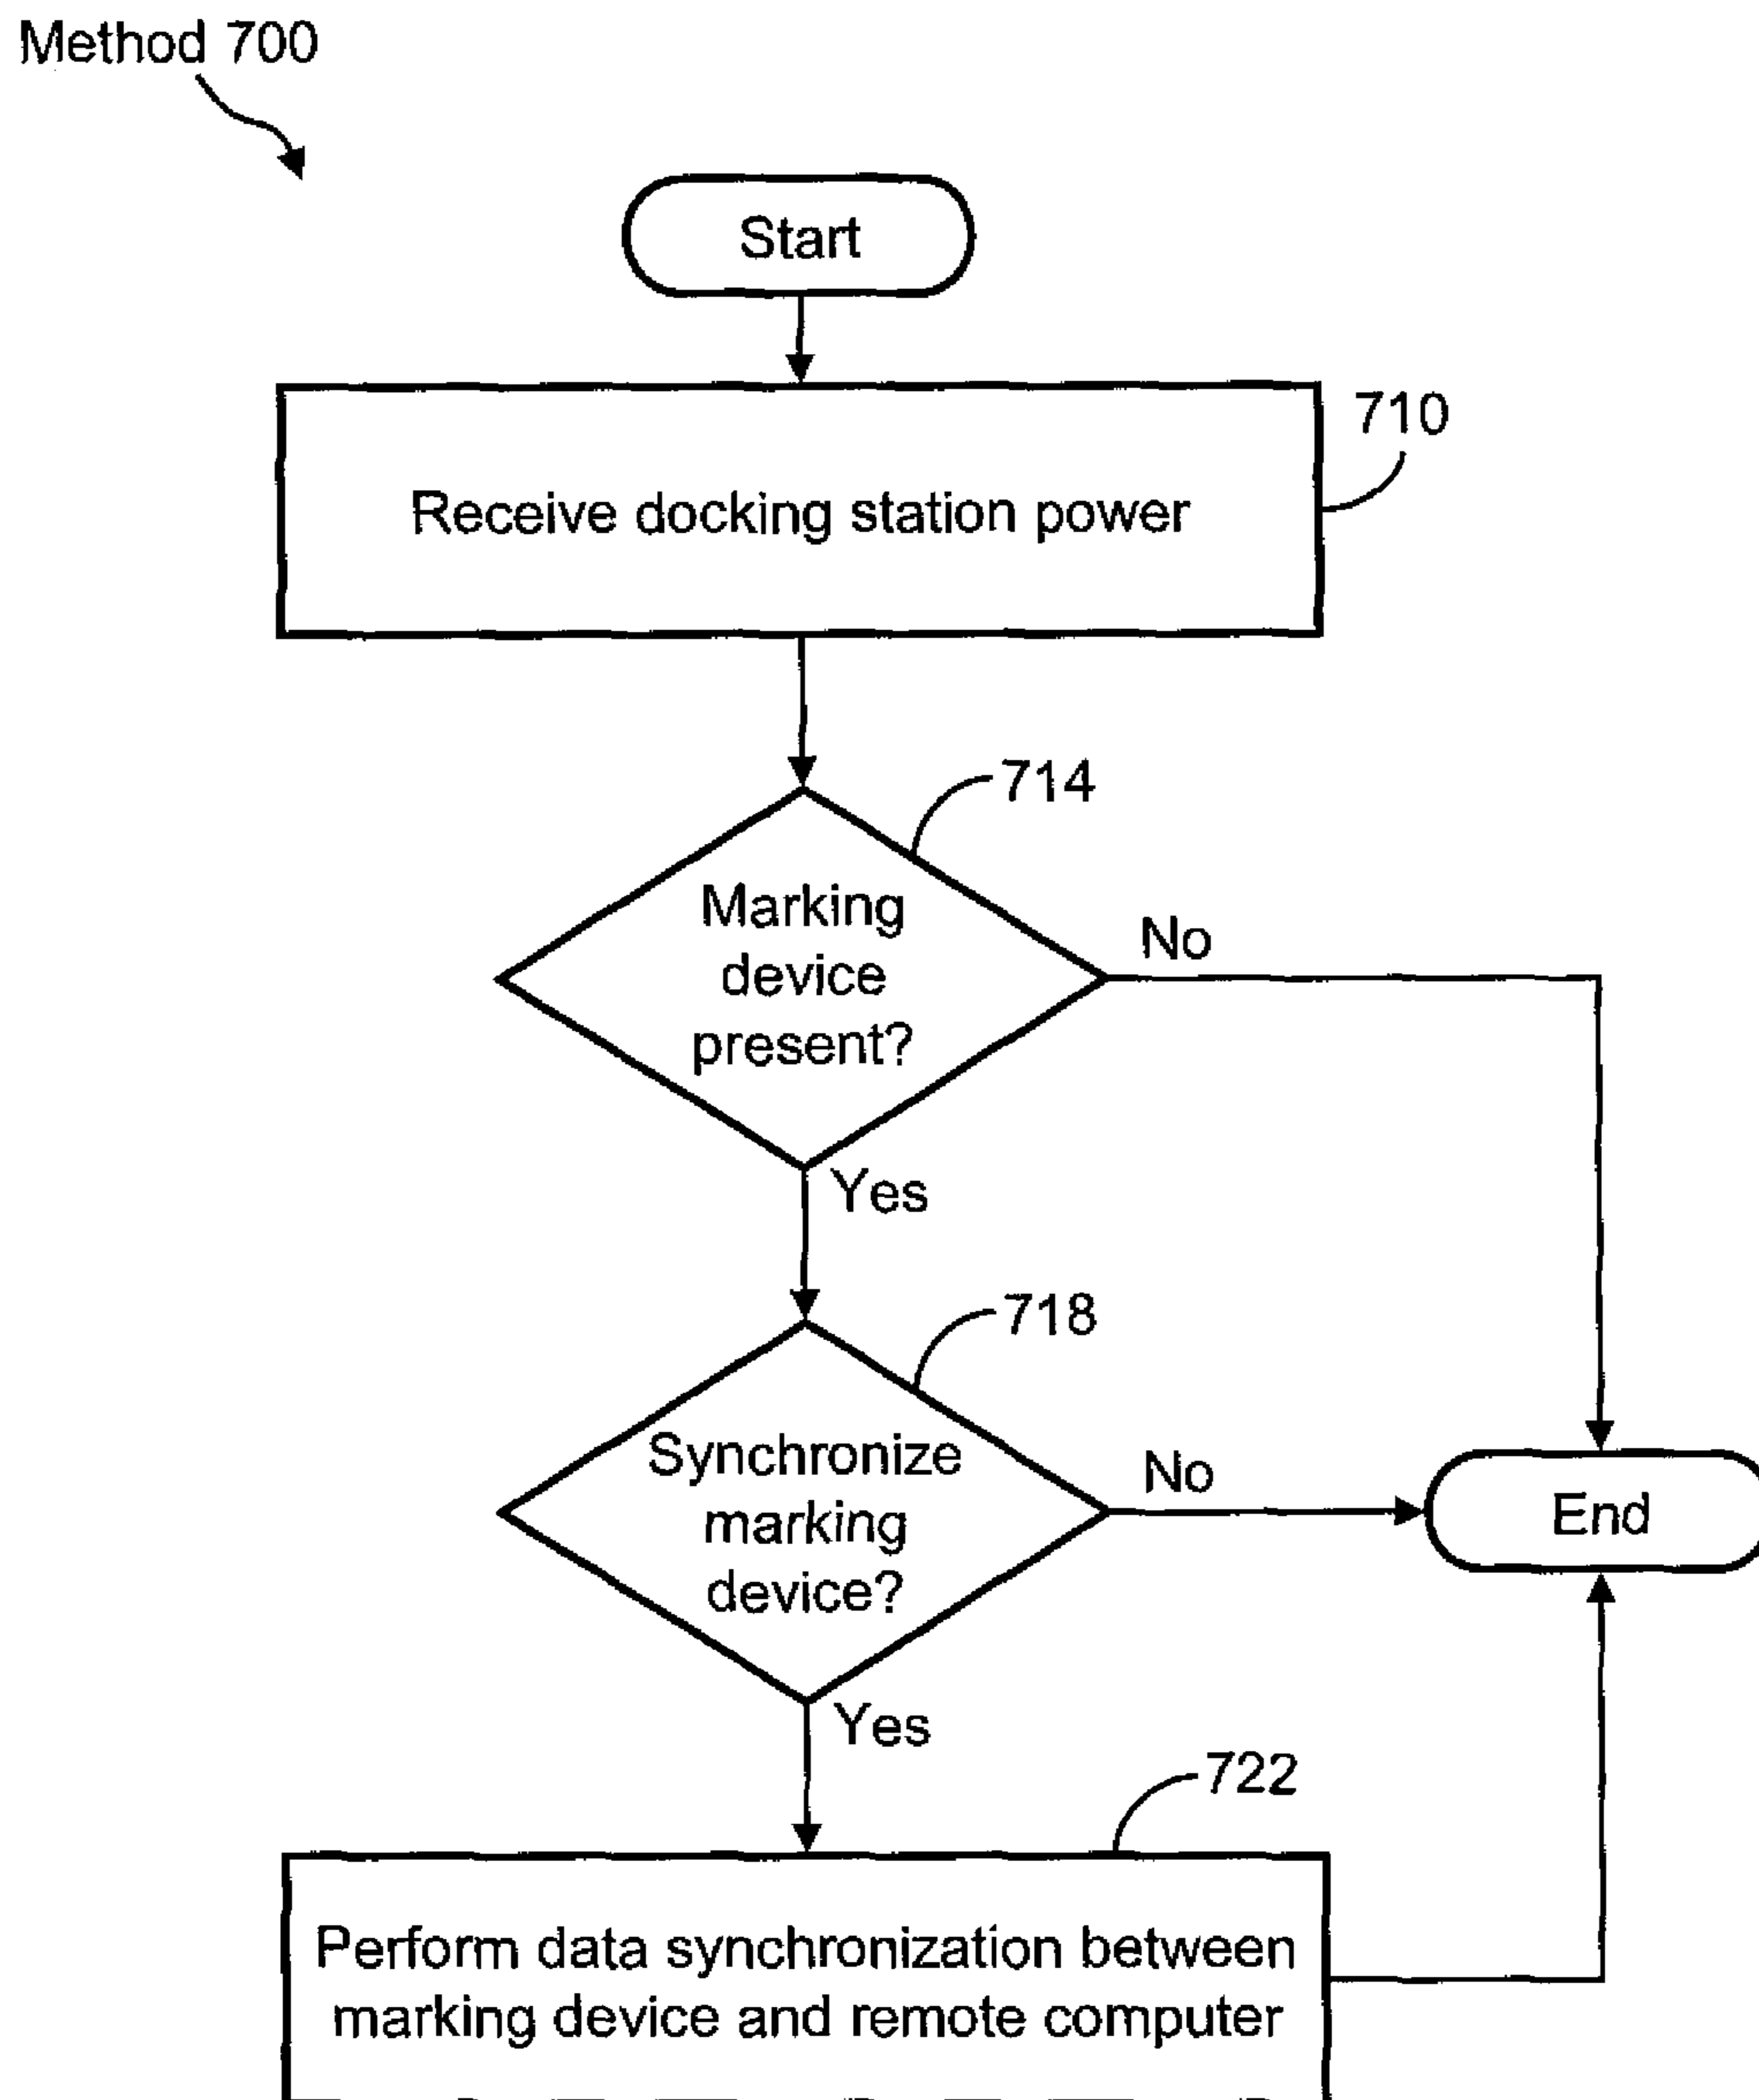 Method 700
Start
710
Receive docking station power
714
Marking
device
present?
No
Yes
718
Synchronize
marking
device?
No
End
Yes
722
Perform data synchronization between
marking device and remote computer